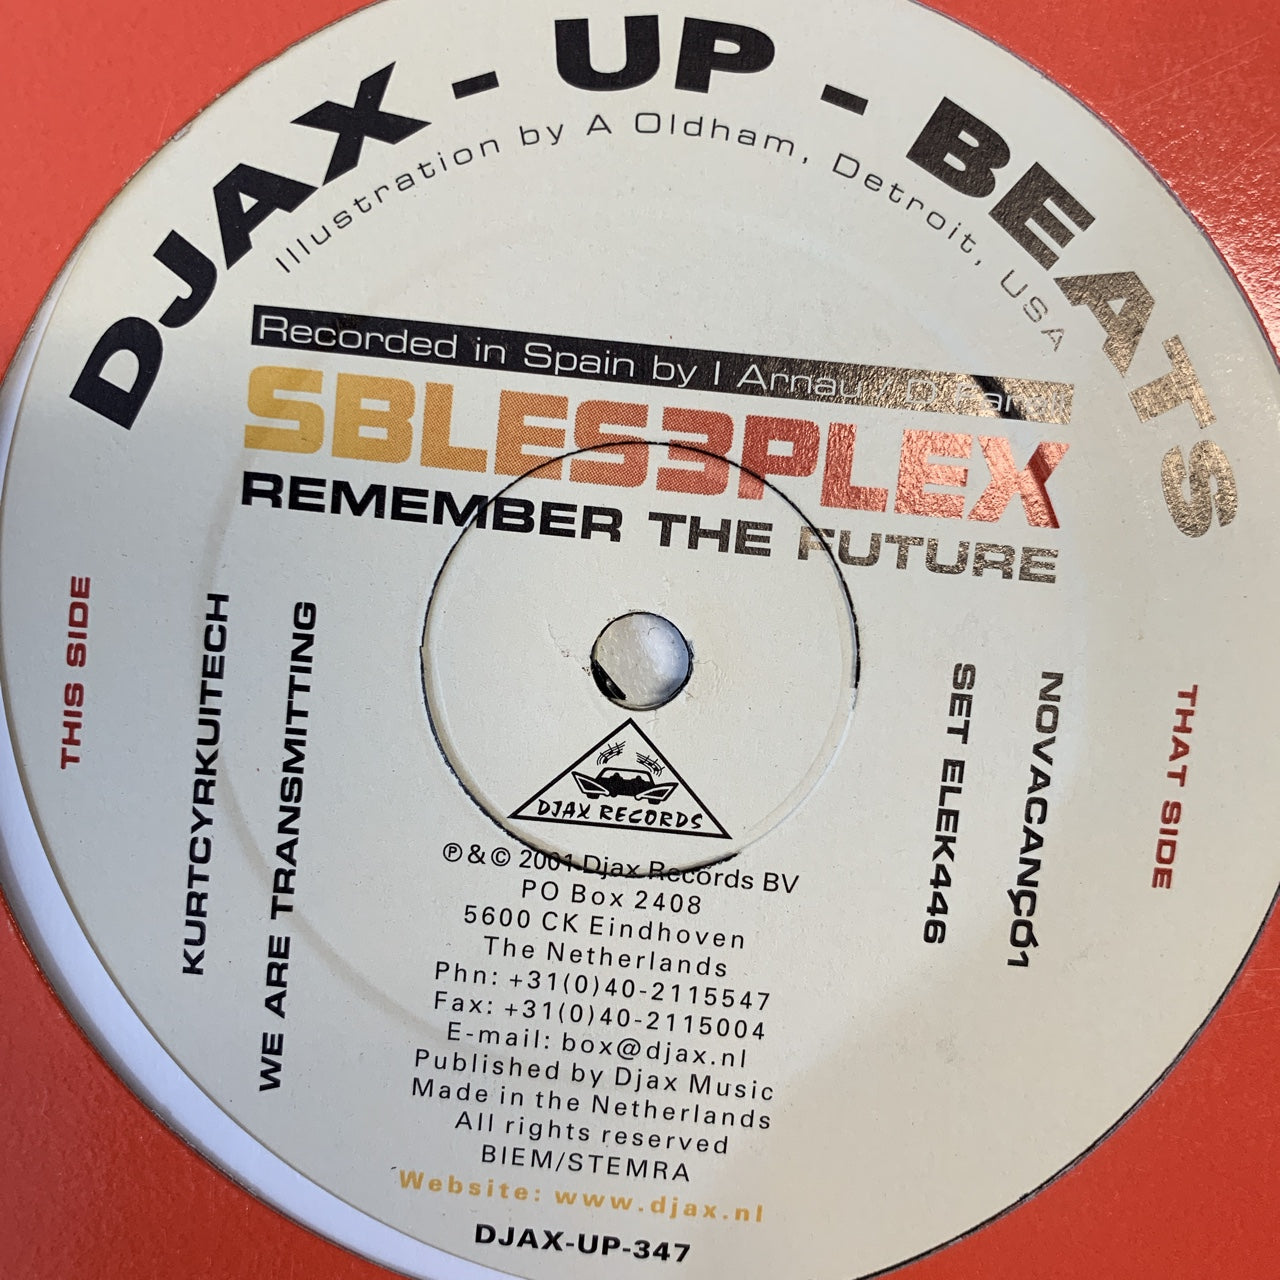 DJAX - UP - BEATS
Illustration by A Oldham, Detroit, USA
Recorded in Spain by I Arnau / D
SBLES3PLEX
REMEMBER THE FUTURE
THIS SIDE
KURTCYRKUITECH
WE ARE TRANSMITTING
THAT SIDE
NOVACANÇÓ1
SET ELEK446
DJAX RECORDS
℗ & © 2001 Djax Records BV
PO Box 2408
5600 CK Eindhoven
The Netherlands
Phn: +31(0)40-2115547
Fax: +31(0)40-2115004
E-mail: box@djax.nl
Published by Djax Music
Made in the Netherlands
All rights reserved
BIEM/STEMRA
Website: www.djax.nl
DJAX-UP-347